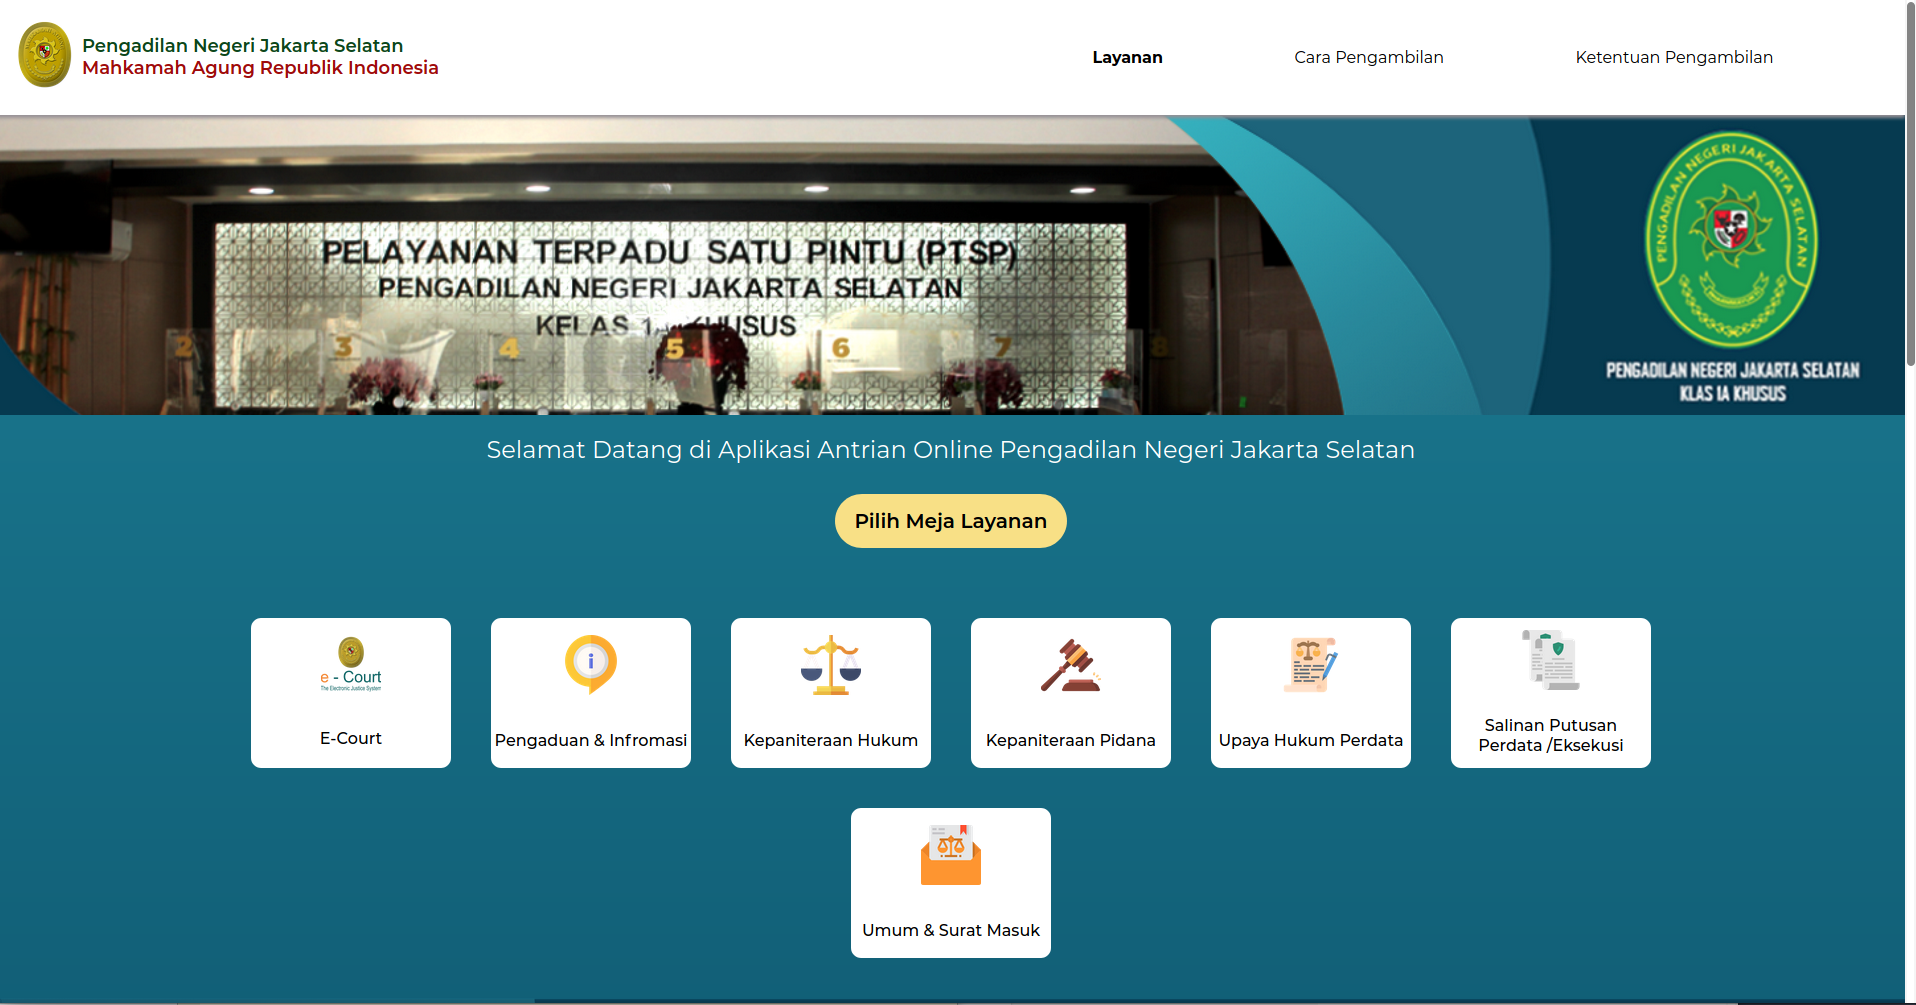 Pengadilan Negeri Jakarta Selatan
Mahkamah Agung Republik Indonesia
Layanan
Cara Pengambilan
Ketentuan Pengambilan
PELAYANAN TERPADU SATU PINTU (PTSP)
PENGADILAN NEGERI JAKARTA SELATAN
KELAS 1 KHUSUS
2
3
4
5
6
7
8
PENGADILAN NEGERI JAKARTA SELATAN
PENGADILAN NEGERI JAKARTA SELATAN
KLAS IA KHUSUS
Selamat Datang di Aplikasi Antrian Online Pengadilan Negeri Jakarta Selatan
Pilih Meja Layanan
e - Court
The Electronic Justice System
E-Court
Pengaduan & Infromasi
Kepaniteraan Hukum
Kepaniteraan Pidana
Upaya Hukum Perdata
Salinan Putusan
Perdata /Eksekusi
Umum & Surat Masuk